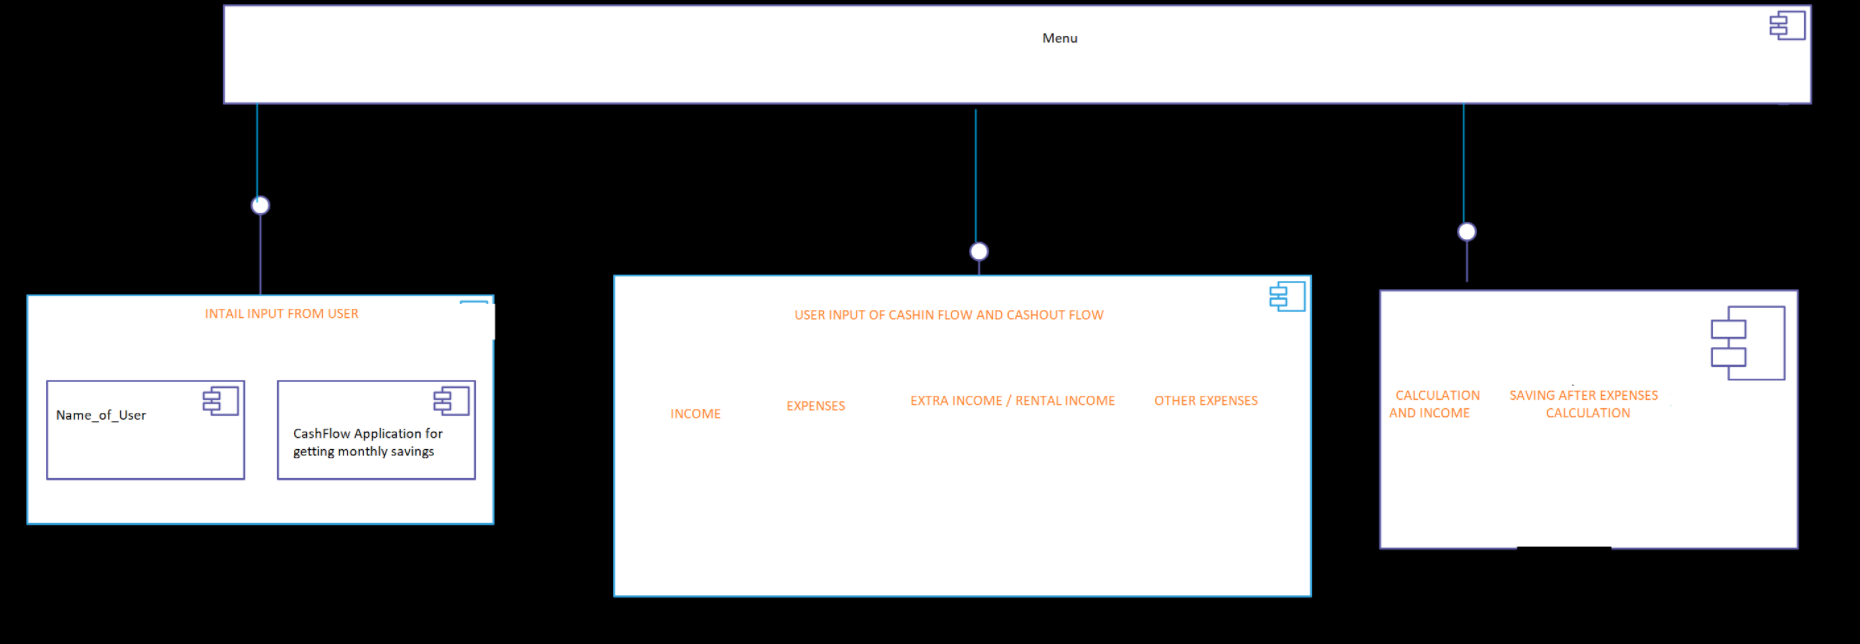 Menu
INTAIL INPUT FROM USER
Name_of_User
CashFlow Application for
getting monthly savings
USER INPUT OF CASHIN FLOW AND CASHOUT FLOW
INCOME
EXPENSES
EXTRA INCOME / RENTAL INCOME
OTHER EXPENSES
CALCULATION
AND INCOME
SAVING AFTER EXPENSES
CALCULATION